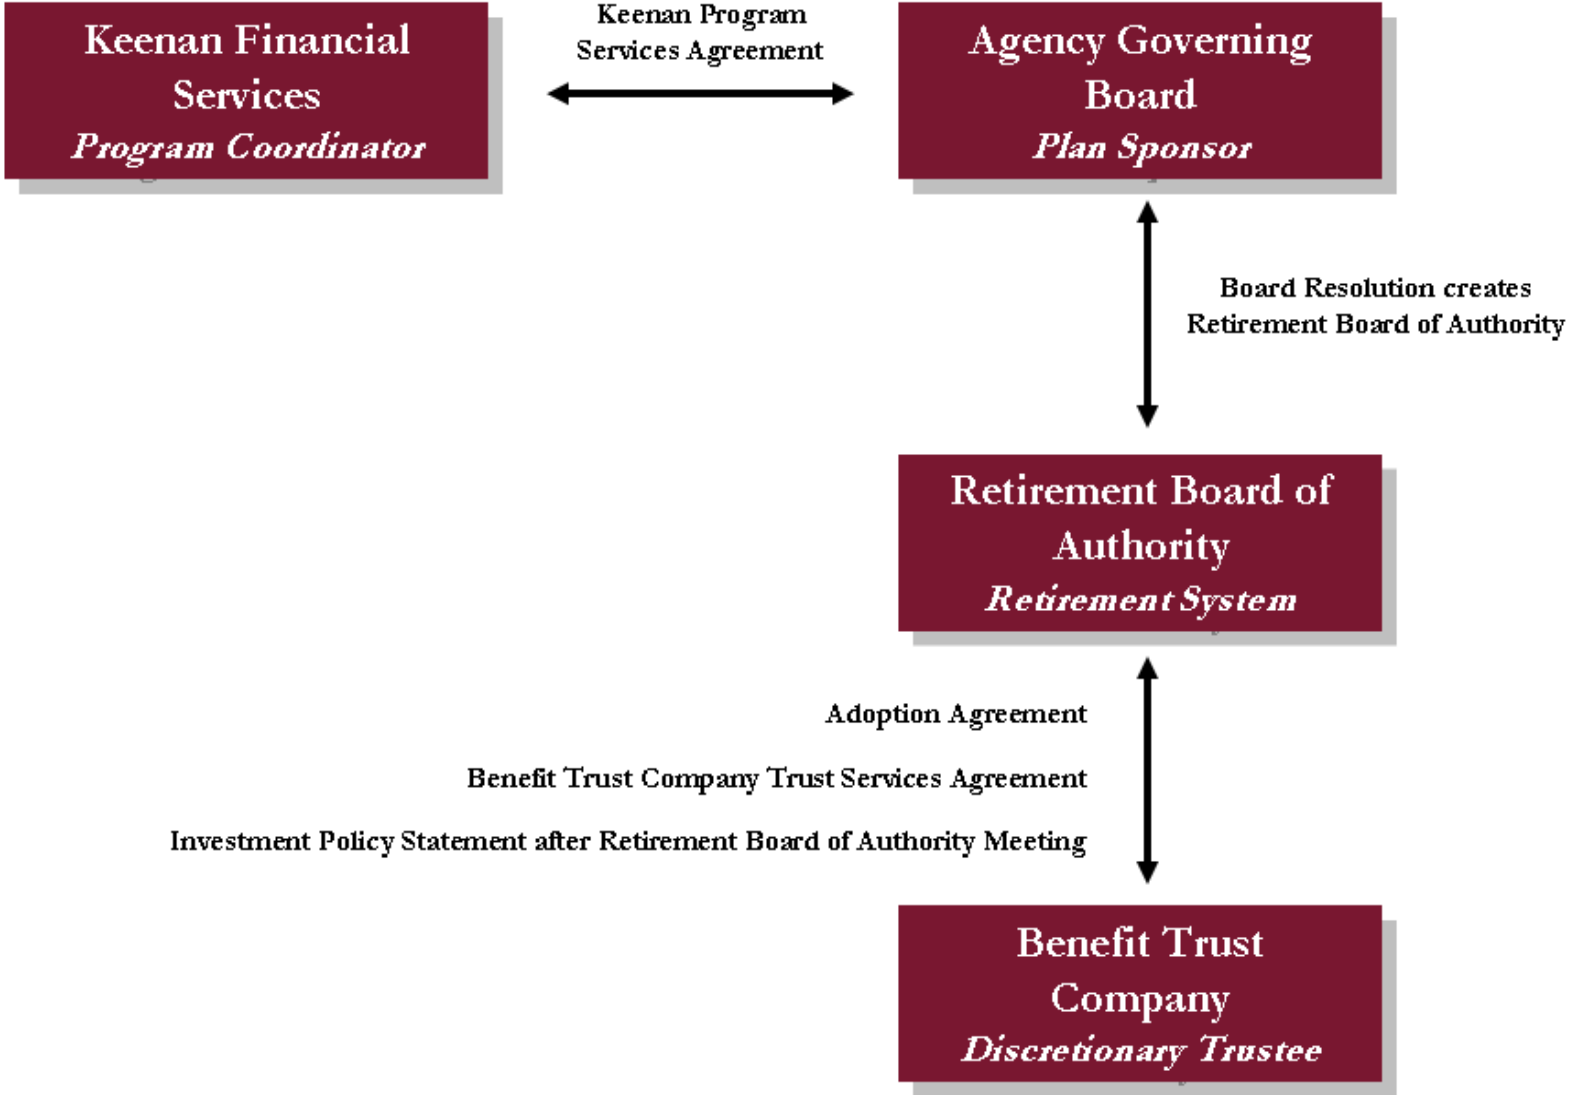 Keenan Financial
Services
Program Coordinator
Keenan Program
Services Agreement
Agency Governing
Board
Plan Sponsor
Board Resolution creates
Retirement Board of Authority
Retirement Board of
Authority
Retirement System
Adoption Agreement
Benefit Trust Company Trust Services Agreement
Investment Policy Statement after Retirement Board of Authority Meeting
Benefit Trust
Company
Discretionary Trustee